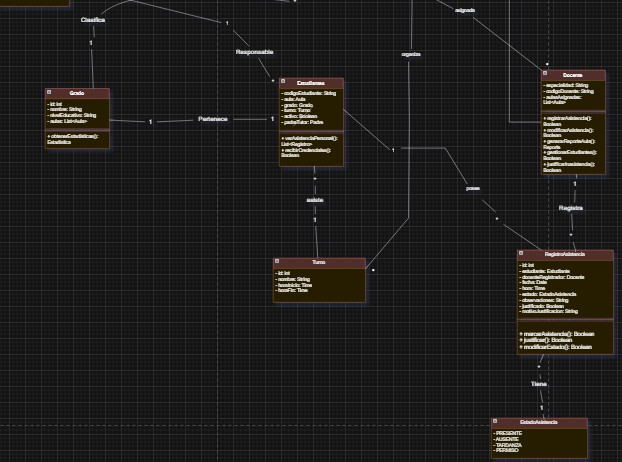 Clasifica
1
1
asignada
Responsable
organiza
*
*
Grado
- id: int
- nombre: String
- nivelEducativo: String
- aulas: List<Aula>
+ obtenerEstadisticas():
Estadistica
1
Pertenece
1
Estudiante
- codigoEstudiante: String
- aula: Aula
- grado: Grado
- turno: Turno
- activo: Boolean
- padreTutor: Padre
+ verAsistenciaPersonal():
List<Registro>
+ recibirCredenciales():
Boolean
Docente
- especialidad: String
- codigoDocente: String
- aulasAsignadas:
List<Aula>
+ registrarAsistencia():
Boolean
+ modificarAsistencia():
Boolean
+ generarReporteAula():
Reporte
+ gestionarEstudiantes():
Boolean
+ justificarInasistencia():
Boolean
1
posee
*
*
asiste
1
1
Registra
*
Turno
- id: int
- nombre: String
- horaInicio: Time
- horaFin: Time
*
RegistroAsistencia
- id: int
- estudiante: Estudiante
- docenteRegistrador: Docente
- fecha: Date
- hora: Time
- estado: EstadoAsistencia
- observaciones: String
- justificado: Boolean
- motivoJustificacion: String
+ marcarAsistencia(): Boolean
+ justificar(): Boolean
+ modificarEstado(): Boolean
*
Tiene
1
EstadoAsistencia
- PRESENTE
- AUSENTE
- TARDANZA
- PERMISO